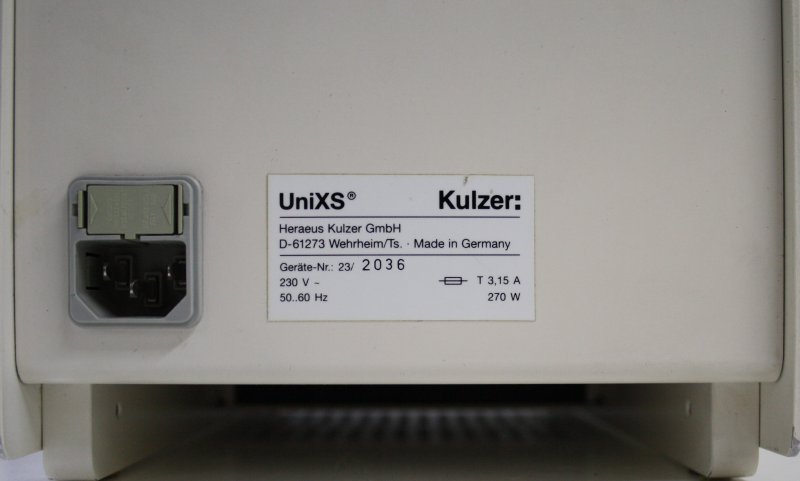 UniXS® Kulzer:
Heraeus Kulzer GmbH
D-61273 Wehrheim/Ts. · Made in Germany
Geräte-Nr.: 23/ 2036
230 V ~ T 3,15 A
50..60 Hz 270 W